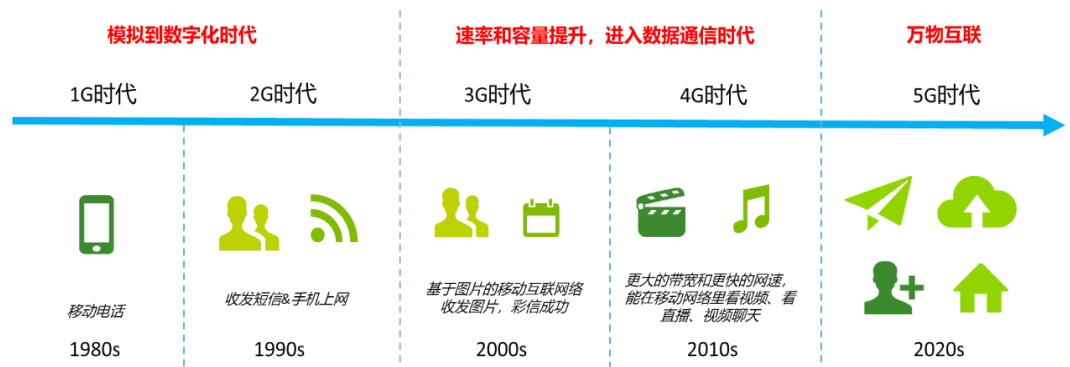 模拟到数字化时代
速率和容量提升，进入数据通信时代
万物互联
1G时代
2G时代
3G时代
4G时代
5G时代
移动电话
收发短信&手机上网
基于图片的移动互联网络
收发图片，彩信成功
更大的带宽和更快的网速，
能在移动网络里看视频、看
直播、视频聊天
1980s
1990s
2000s
2010s
2020s